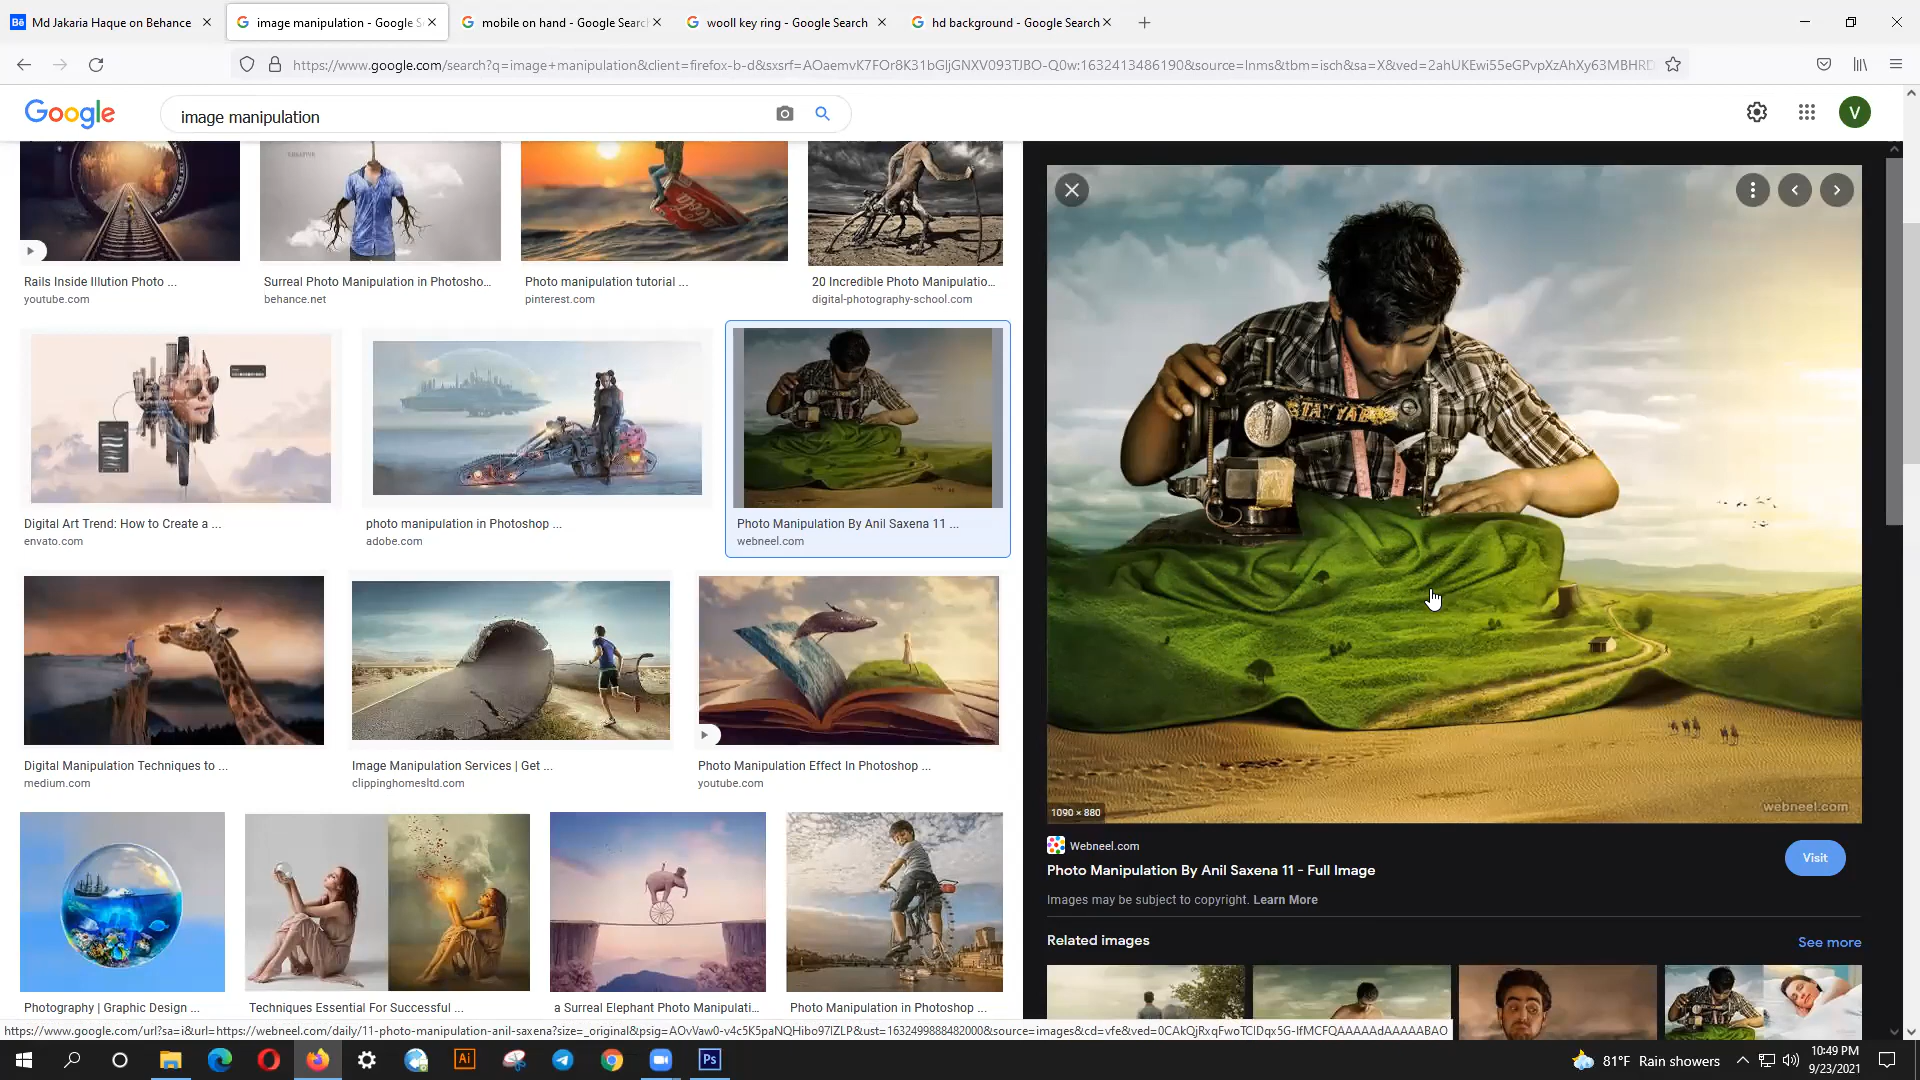 Md Jakaria Haque on Behance
image manipulation - Google S
mobile on hand - Google Searc
wooll key ring - Google Search
hd background - Google Search
https://www.google.com/search?q=image+manipulation&client=firefox-b-d&sxsrf=AOaemvK7FOr8K31bGljGNXV093TJBO-Q0w:1632413486190&source=lnms&tbm=isch&sa=X&ved=2ahUKEwi55eGPvpXzAhXy63MBHRD
Google
image manipulation
V
Rails Inside Illution Photo ...
youtube.com
Surreal Photo Manipulation in Photosho...
behance.net
Photo manipulation tutorial ...
pinterest.com
20 Incredible Photo Manipulatio...
digital-photography-school.com
Digital Art Trend: How to Create a ...
envato.com
photo manipulation in Photoshop ...
adobe.com
Photo Manipulation By Anil Saxena 11 ...
webneel.com
Digital Manipulation Techniques to ...
medium.com
Image Manipulation Services | Get ...
clippinghomesltd.com
Photo Manipulation Effect In Photoshop ...
youtube.com
Photography | Graphic Design ...
Techniques Essential For Successful ...
a Surreal Elephant Photo Manipulati...
Photo Manipulation in Photoshop ...
webneel.com
1090 × 880
Webneel.com
Photo Manipulation By Anil Saxena 11 - Full Image
Visit
Images may be subject to copyright. Learn More
Related images
See more
https://www.google.com/url?sa=i&url=https://webneel.com/daily/11-photo-manipulation-anil-saxena?size=_original&psig=AOvVaw0-v4c5K5paNQHibo97lZLP&ust=1632499888482000&source=images&cd=vfe&ved=0CAkQjRxqFwoTCIDqx5G-lfMCFQAAAAAdAAAAABAO
Ai
Ps
81°F Rain showers
10:49 PM
9/23/2021